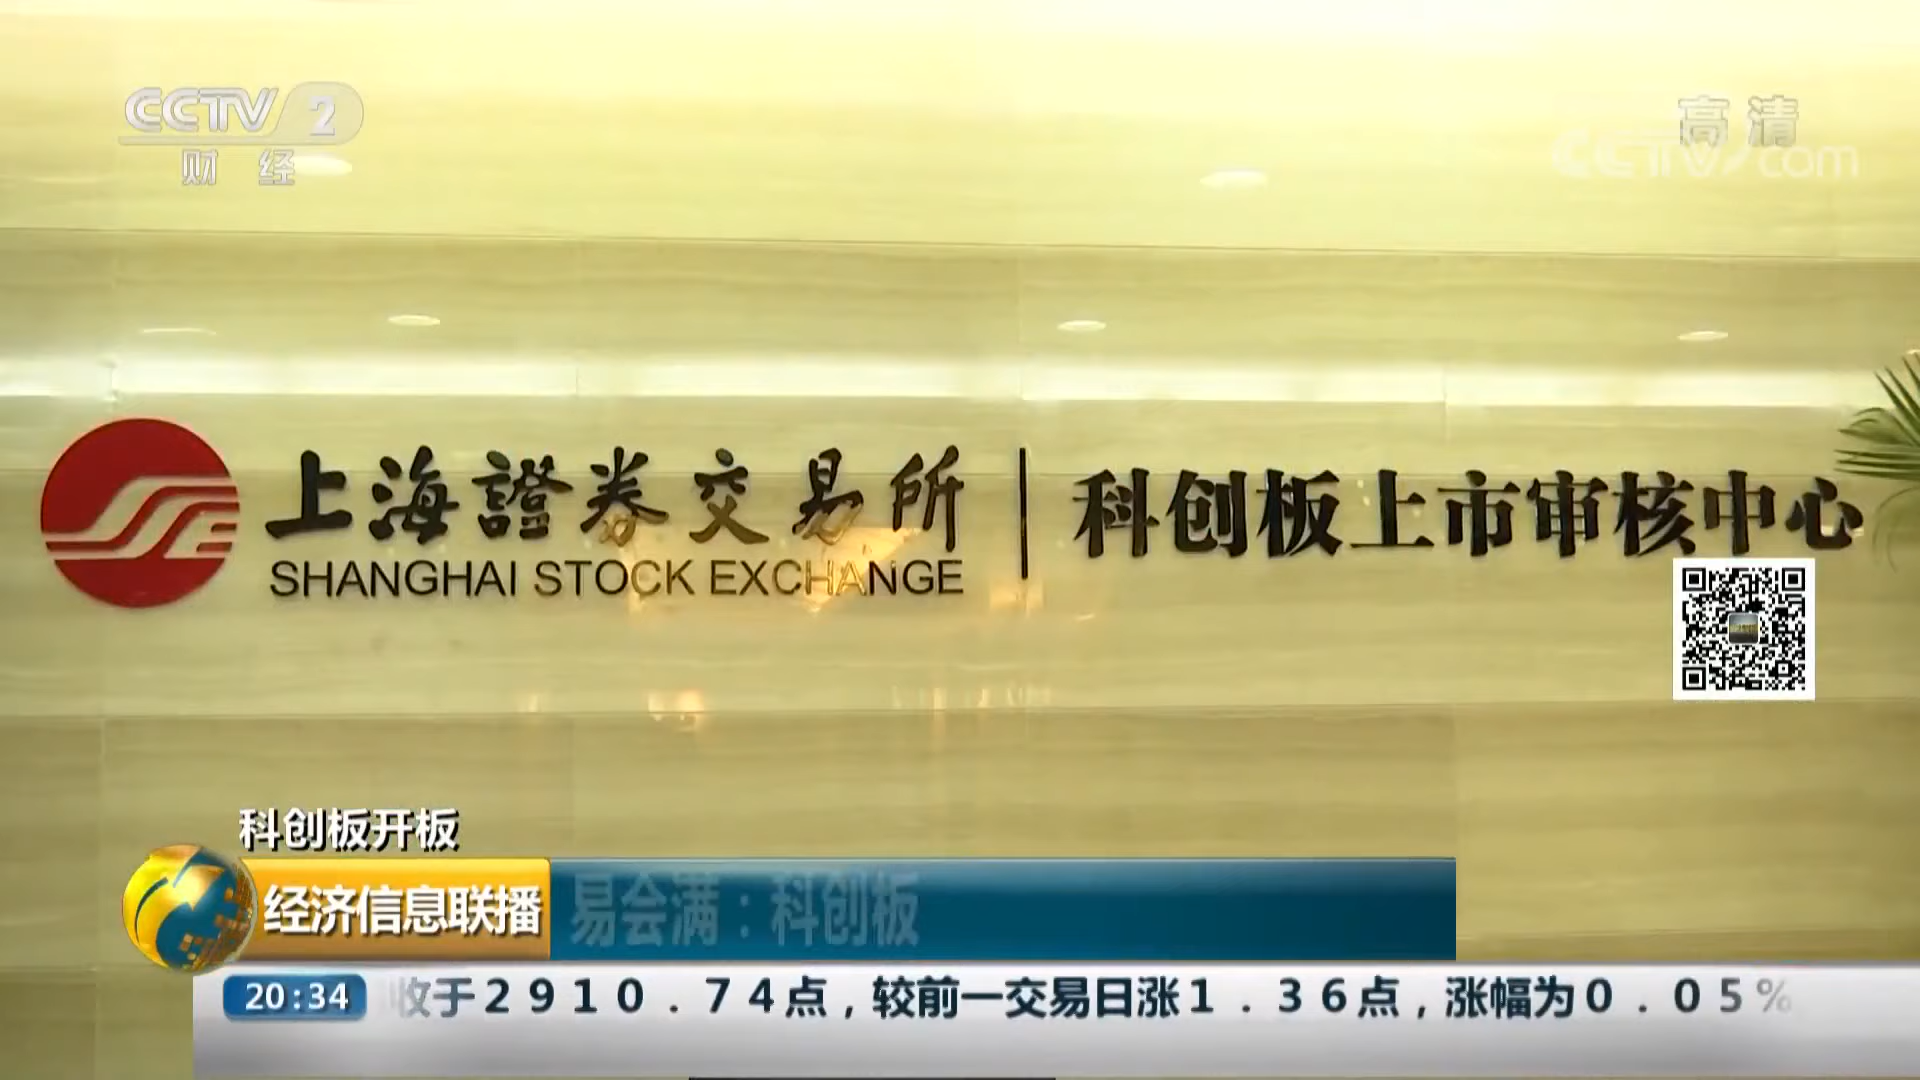 CCTV 2
财 经
高 清
CCTV.com
上海證券交易所
SHANGHAI STOCK EXCHANGE
科创板上市审核中心
科创板开板
经济信息联播
易会满：科创板
20:34
收于2910.74点，较前一交易日涨1.36点，涨幅为0.05%